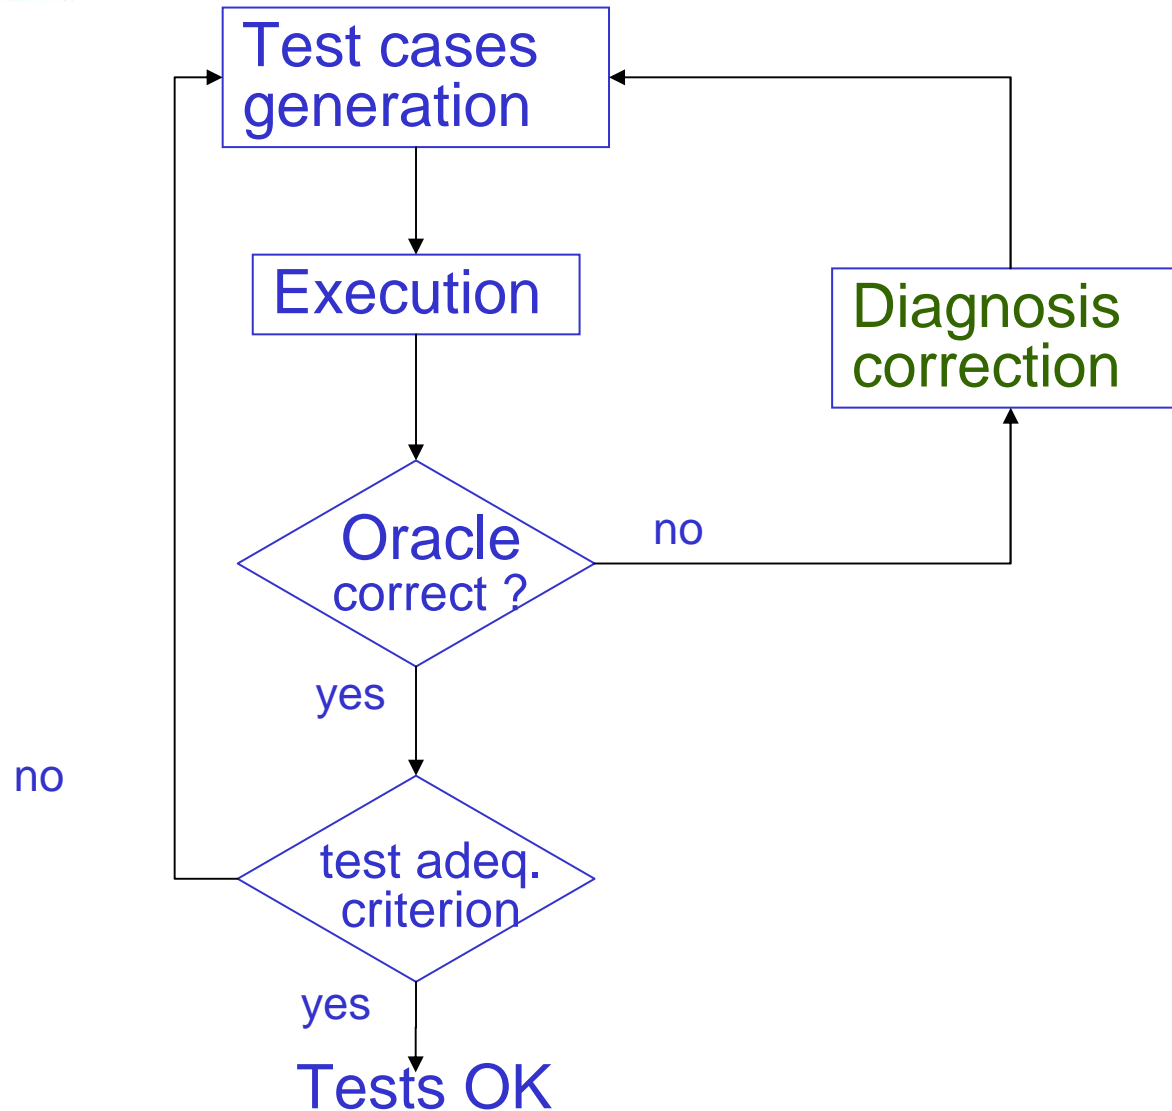 Test cases
generation
Execution
Diagnosis
correction
Oracle
correct ?
no
yes
no
test adeq.
criterion
yes
Tests OK